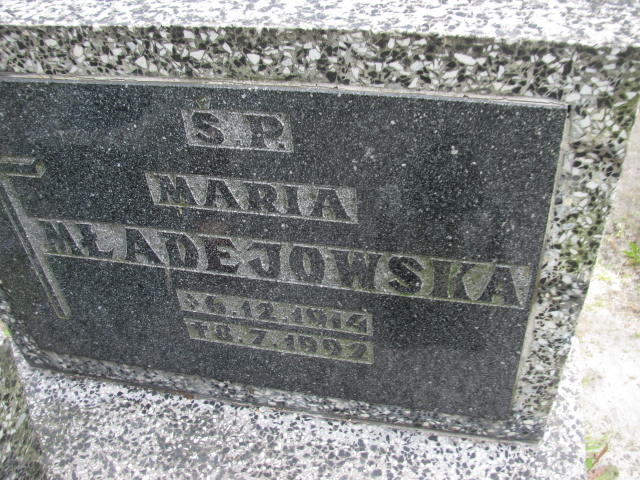 Ś.P.
MARIA
MŁADEJOWSKA
*6.12.1914
†8.7.1992